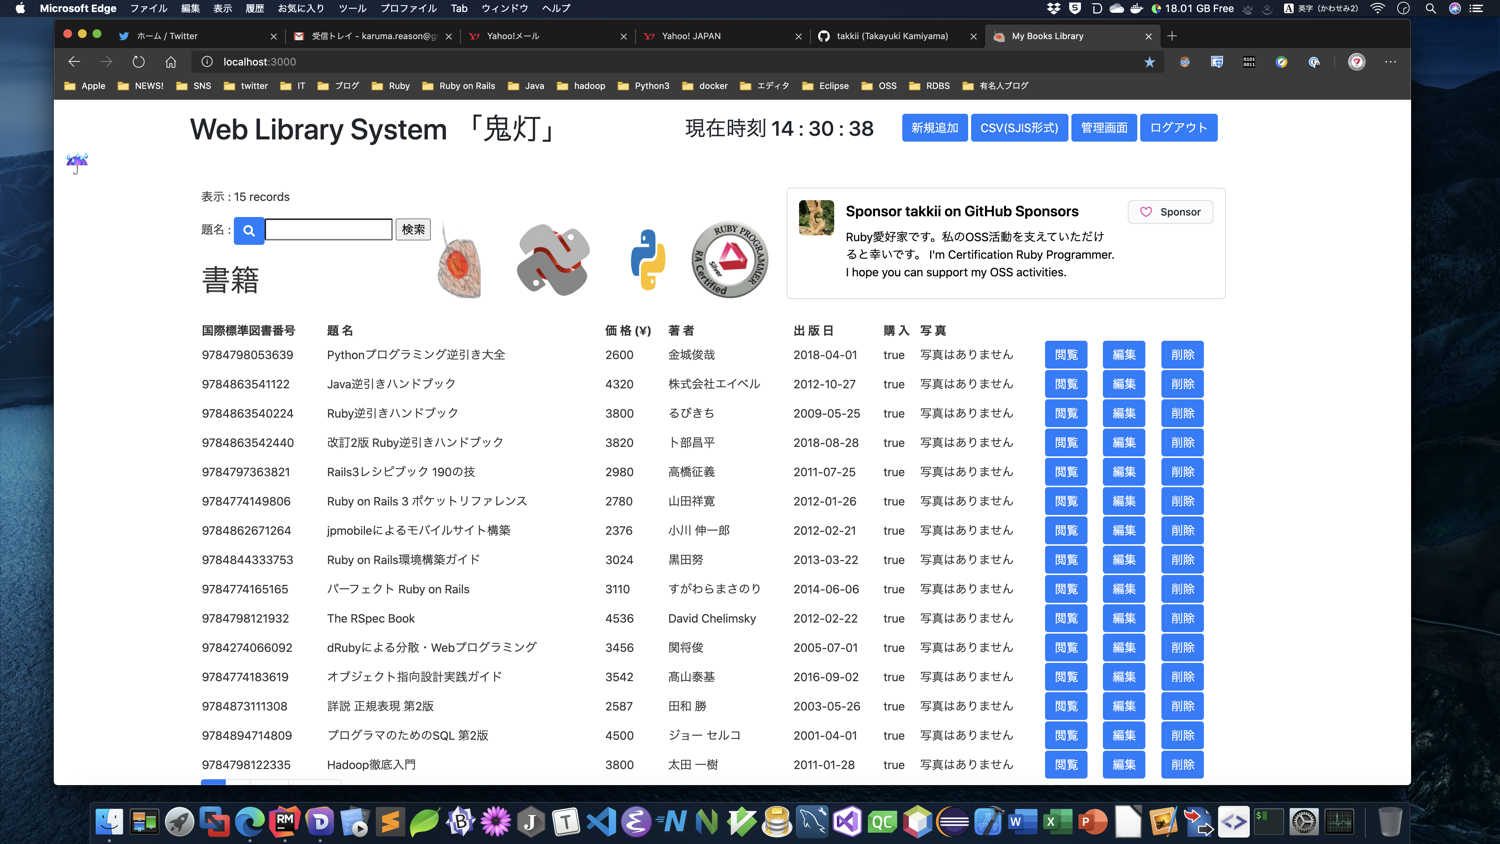 Microsoft Edge ファイル 編集 表示 履歴 お気に入り ツール プロファイル Tab ウィンドウ ヘルプ 18.01 GB Free A 英字（かわせみ2）
ホーム / Twitter 受信トレイ - karuma.reason@g Yahoo!メール Yahoo! JAPAN takkii (Takayuki Kamiyama) My Books Library
localhost:3000
Apple NEWS! SNS twitter IT ブログ Ruby Ruby on Rails Java hadoop Python3 docker エディタ Eclipse OSS RDBS 有名人ブログ
Web Library System 「鬼灯」 現在時刻 14 : 30 : 38 新規追加 CSV(SJIS形式) 管理画面 ログアウト
表示 : 15 records
題名 : 検索
書籍
RUBY PROGRAMMER
RA Certified
Silver
Sponsor takkii on GitHub Sponsors
Sponsor
Ruby愛好家です。私のOSS活動を支えていただけ
ると幸いです。 I'm Certification Ruby Programmer.
I hope you can support my OSS activities.
国際標準図書番号 題 名 価 格 (¥) 著 者 出 版 日 購 入 写 真
9784798053639 Pythonプログラミング逆引き大全 2600 金城俊哉 2018-04-01 true 写真はありません 閲覧 編集 削除
9784863541122 Java逆引きハンドブック 4320 株式会社エイベル 2012-10-27 true 写真はありません 閲覧 編集 削除
9784863540224 Ruby逆引きハンドブック 3800 るびきち 2009-05-25 true 写真はありません 閲覧 編集 削除
9784863542440 改訂2版 Ruby逆引きハンドブック 3820 卜部昌平 2018-08-28 true 写真はありません 閲覧 編集 削除
9784797363821 Rails3レシピブック 190の技 2980 高橋征義 2011-07-25 true 写真はありません 閲覧 編集 削除
9784774149806 Ruby on Rails 3 ポケットリファレンス 2780 山田祥寛 2012-01-26 true 写真はありません 閲覧 編集 削除
9784862671264 jpmobileによるモバイルサイト構築 2376 小川 伸一郎 2012-02-21 true 写真はありません 閲覧 編集 削除
9784844333753 Ruby on Rails環境構築ガイド 3024 黒田努 2013-03-22 true 写真はありません 閲覧 編集 削除
9784774165165 パーフェクト Ruby on Rails 3110 すがわらまさのり 2014-06-06 true 写真はありません 閲覧 編集 削除
9784798121932 The RSpec Book 4536 David Chelimsky 2012-02-22 true 写真はありません 閲覧 編集 削除
9784274066092 dRubyによる分散・Webプログラミング 3456 関将俊 2005-07-01 true 写真はありません 閲覧 編集 削除
9784774183619 オブジェクト指向設計実践ガイド 3542 髙山泰基 2016-09-02 true 写真はありません 閲覧 編集 削除
9784873111308 詳説 正規表現 第2版 2587 田和 勝 2003-05-26 true 写真はありません 閲覧 編集 削除
9784894714809 プログラマのためのSQL 第2版 4500 ジョー セルコ 2001-04-01 true 写真はありません 閲覧 編集 削除
9784798122335 Hadoop徹底入門 3800 太田 一樹 2011-01-28 true 写真はありません 閲覧 編集 削除